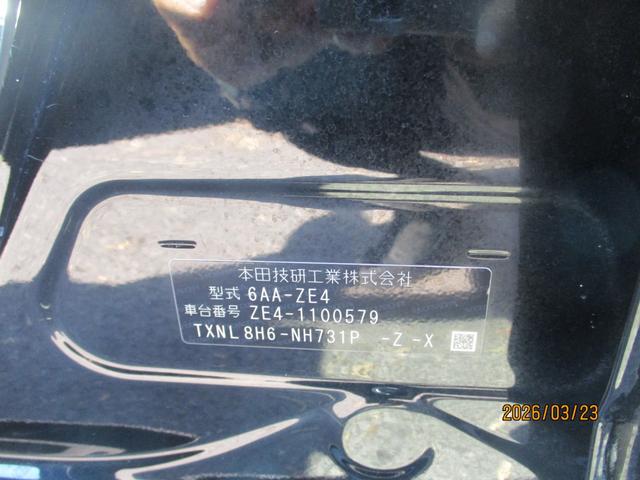 本田技研工業株式会社
型式 6AA-ZE4
車台番号 ZE4-1100579
TXNL 8H6-NH731P -Z -X
2026/03/23